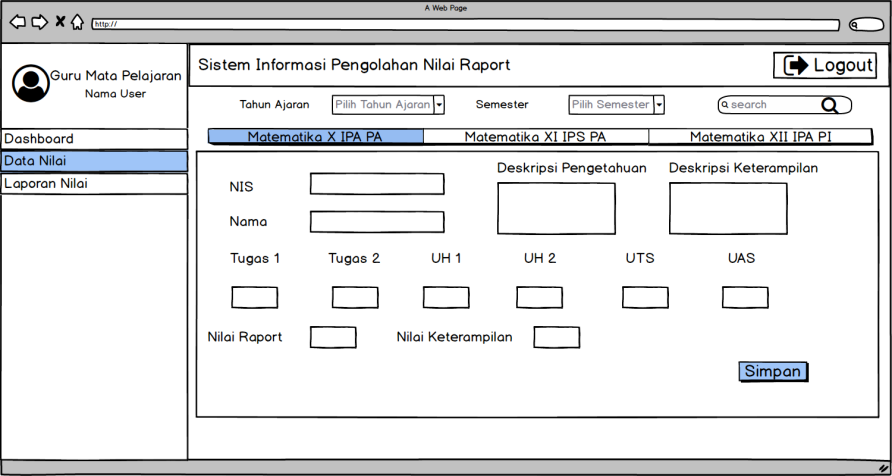 A Web Page
http://
Guru Mata Pelajaran
Nama User
Sistem Informasi Pengolahan Nilai Raport
Logout
Tahun Ajaran
Pilih Tahun Ajaran
Semester
Pilih Semester
search
Dashboard
Data Nilai
Laporan Nilai
Matematika X IPA PA
Matematika XI IPS PA
Matematika XII IPA PI
NIS
Deskripsi Pengetahuan
Deskripsi Keterampilan
Nama
Tugas 1
Tugas 2
UH 1
UH 2
UTS
UAS
Nilai Raport
Nilai Keterampilan
Simpan